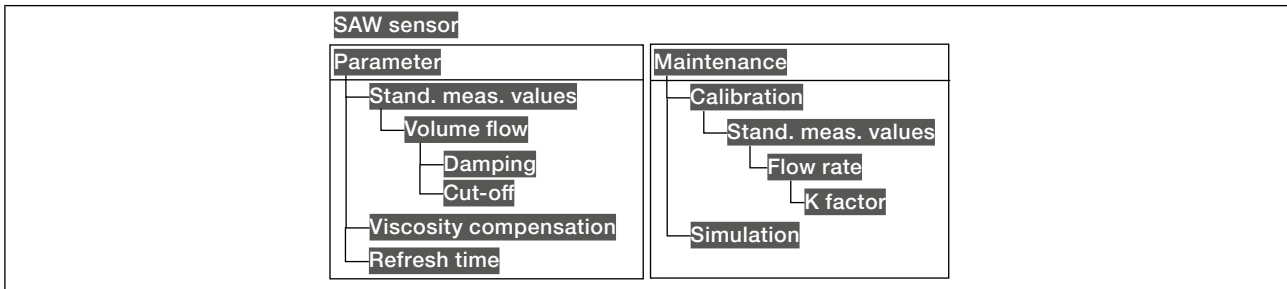 SAW sensor
Parameter
Stand. meas. values
Volume flow
Damping
Cut-off
Viscosity compensation
Refresh time
Maintenance
Calibration
Stand. meas. values
Flow rate
K factor
Simulation